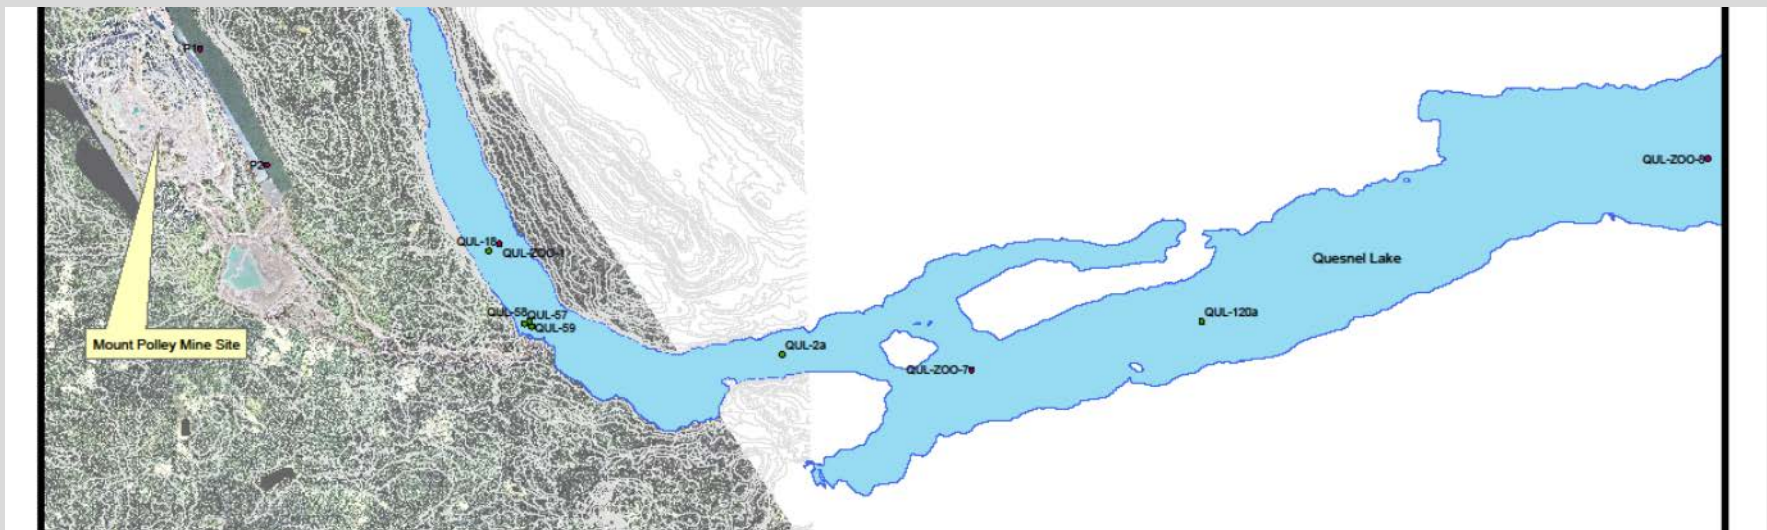 P1
P2
QUL-18
QUL-ZOO-1
QUL-58
QUL-57
QUL-59
Mount Polley Mine Site
QUL-2a
QUL-ZOO-7
QUL-120a
Quesnel Lake
QUL-ZOO-8